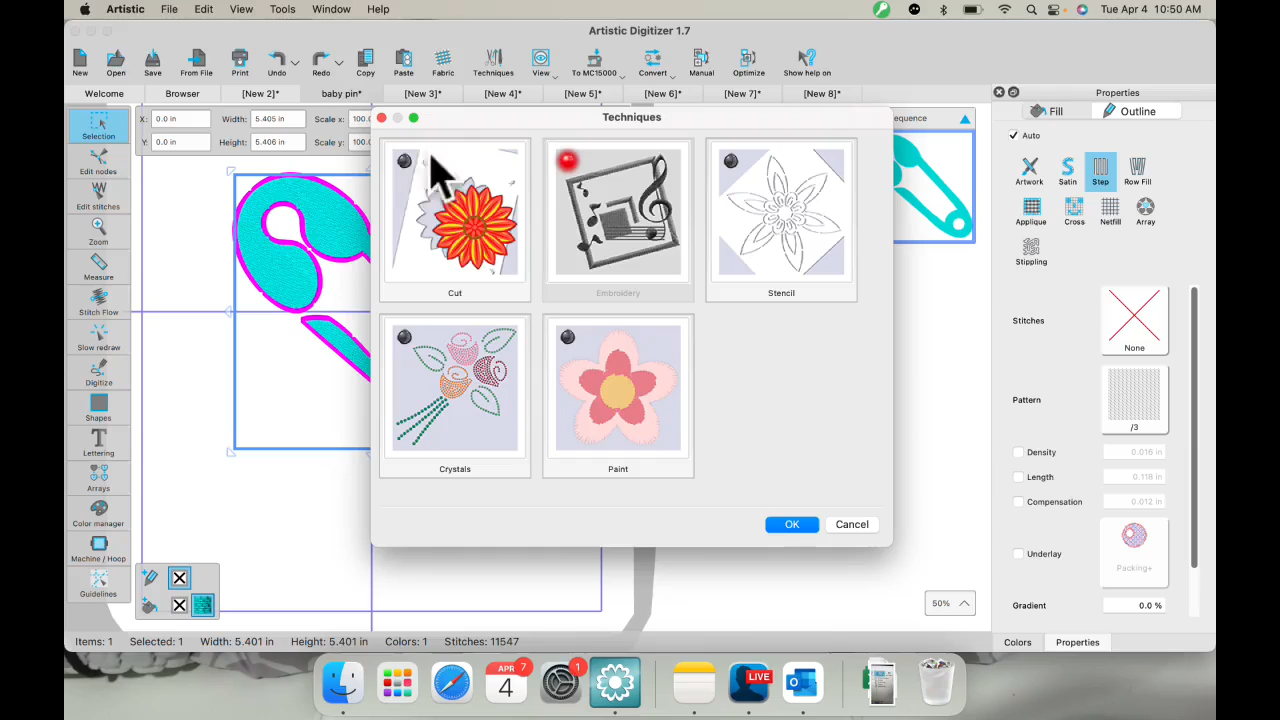 Artistic File Edit View Tools Window Help Tue Apr 4 10:50 AM
Artistic Digitizer 1.7
New Open Save From File Print Undo Redo Copy Paste Fabric Techniques View To MC15000 Convert Manual Optimize Show help on
Welcome Browser [New 2]* baby pin* [New 3]* [New 4]* [New 5]* [New 6]* [New 7]* [New 8]* Properties
X: 0.0 in Width: 5.405 in Scale x: 100.
Y: 0.0 in Height: 5.406 in Scale y: 100.
Techniques
equence
Fill Outline
Auto
Artwork Satin Step Row Fill
Applique Cross Netfill Array
Stippling
Selection
Edit nodes
Edit stitches
Zoom
Measure
Stitch Flow
Slow redraw
Digitize
Shapes
T
Lettering
Arrays
Color manager
Machine / Hoop
Guidelines
Cut Embroidery Stencil
Crystals Paint
OK Cancel
Stitches None
Pattern /3
Density 0.016 in
Length 0.118 in
Compensation 0.012 in
Underlay Packing+
Gradient 0.0 %
50%
Items: 1 Selected: 1 Width: 5.401 in Height: 5.401 in Colors: 1 Stitches: 11547
Colors Properties
APR 7
4
1
LIVE